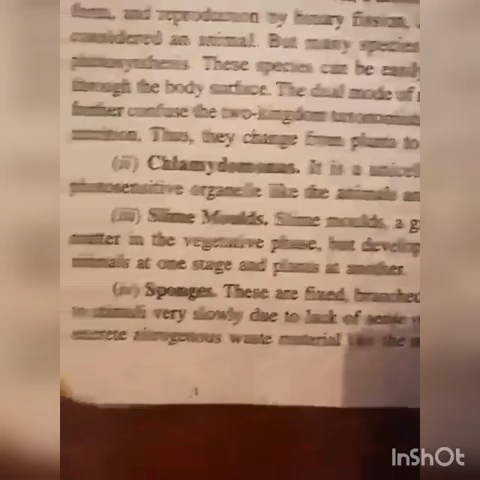 them, and reproduction by binary fission,
considered an animal. But many species
photosynthesis. These species can be easily
through the body surface. The dual mode of
further confuse the two-kingdom
nutrition. Thus, they change from plants to
(ii) Chlamydomonas. It is a unicell
photosensitive organelle like the animals an
(iii) Slime Moulds. Slime moulds, a g
matter in the vegetative phase, but develop
animals at one stage and plants at another.
(iv) Sponges. These are fixed, branched
to stimuli very slowly due to lack of sense
excrete nitrogenous waste material like the
InShOt